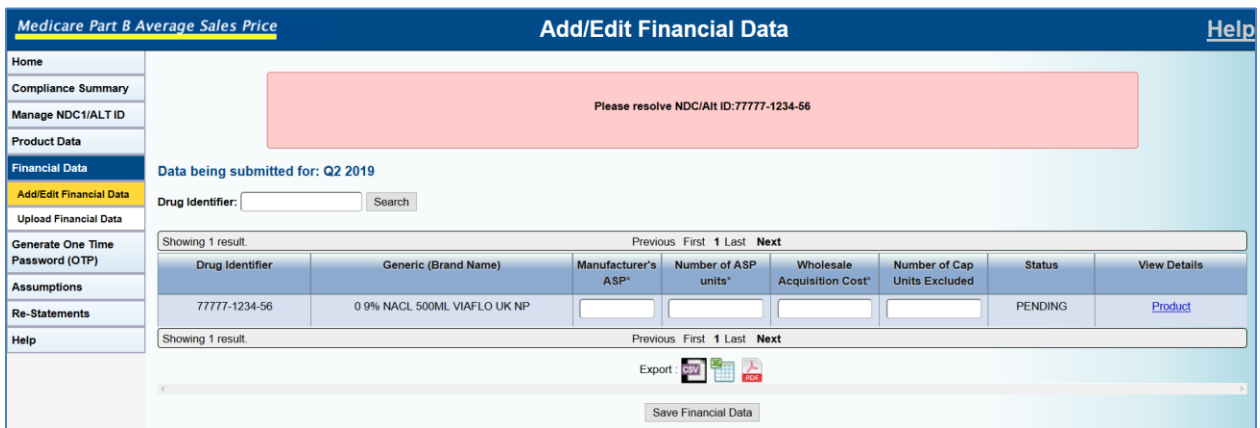 Medicare Part B Average Sales Price
Add/Edit Financial Data
Help
Home
Compliance Summary
Manage NDC1/ALT ID
Product Data
Financial Data
Add/Edit Financial Data
Upload Financial Data
Generate One Time
Password (OTP)
Assumptions
Re-Statements
Help
Please resolve NDC/Alt ID:77777-1234-56
Data being submitted for: Q2 2019
Drug Identifier: Search
Showing 1 result. Previous First 1 Last Next
Drug Identifier Generic (Brand Name) Manufacturer's ASP* Number of ASP units* Wholesale Acquisition Cost* Number of Cap Units Excluded Status View Details
77777-1234-56 0 9% NACL 500ML VIAFLO UK NP PENDING Product
Showing 1 result. Previous First 1 Last Next
Export : CSV PDF
Save Financial Data